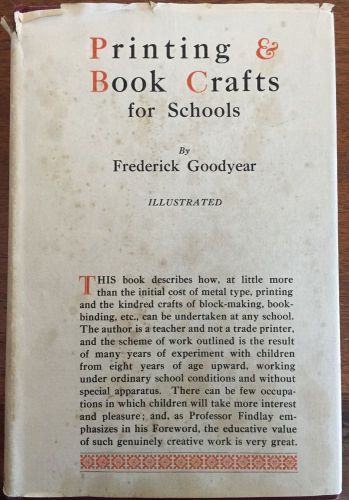 Printing &
Book Crafts
for Schools
By
Frederick Goodyear
ILLUSTRATED
THIS book describes how, at little more
than the initial cost of metal type, printing
and the kindred crafts of block-making, book-
binding, etc., can be undertaken at any school.
The author is a teacher and not a trade printer,
and the scheme of work outlined is the result
of many years of experiment with children
from eight years of age upward, working
under ordinary school conditions and without
special apparatus. There can be few occupa-
tions in which children will take more interest
and pleasure; and, as Professor Findlay em-
phasizes in his Foreword, the educative value
of such genuinely creative work is very great.